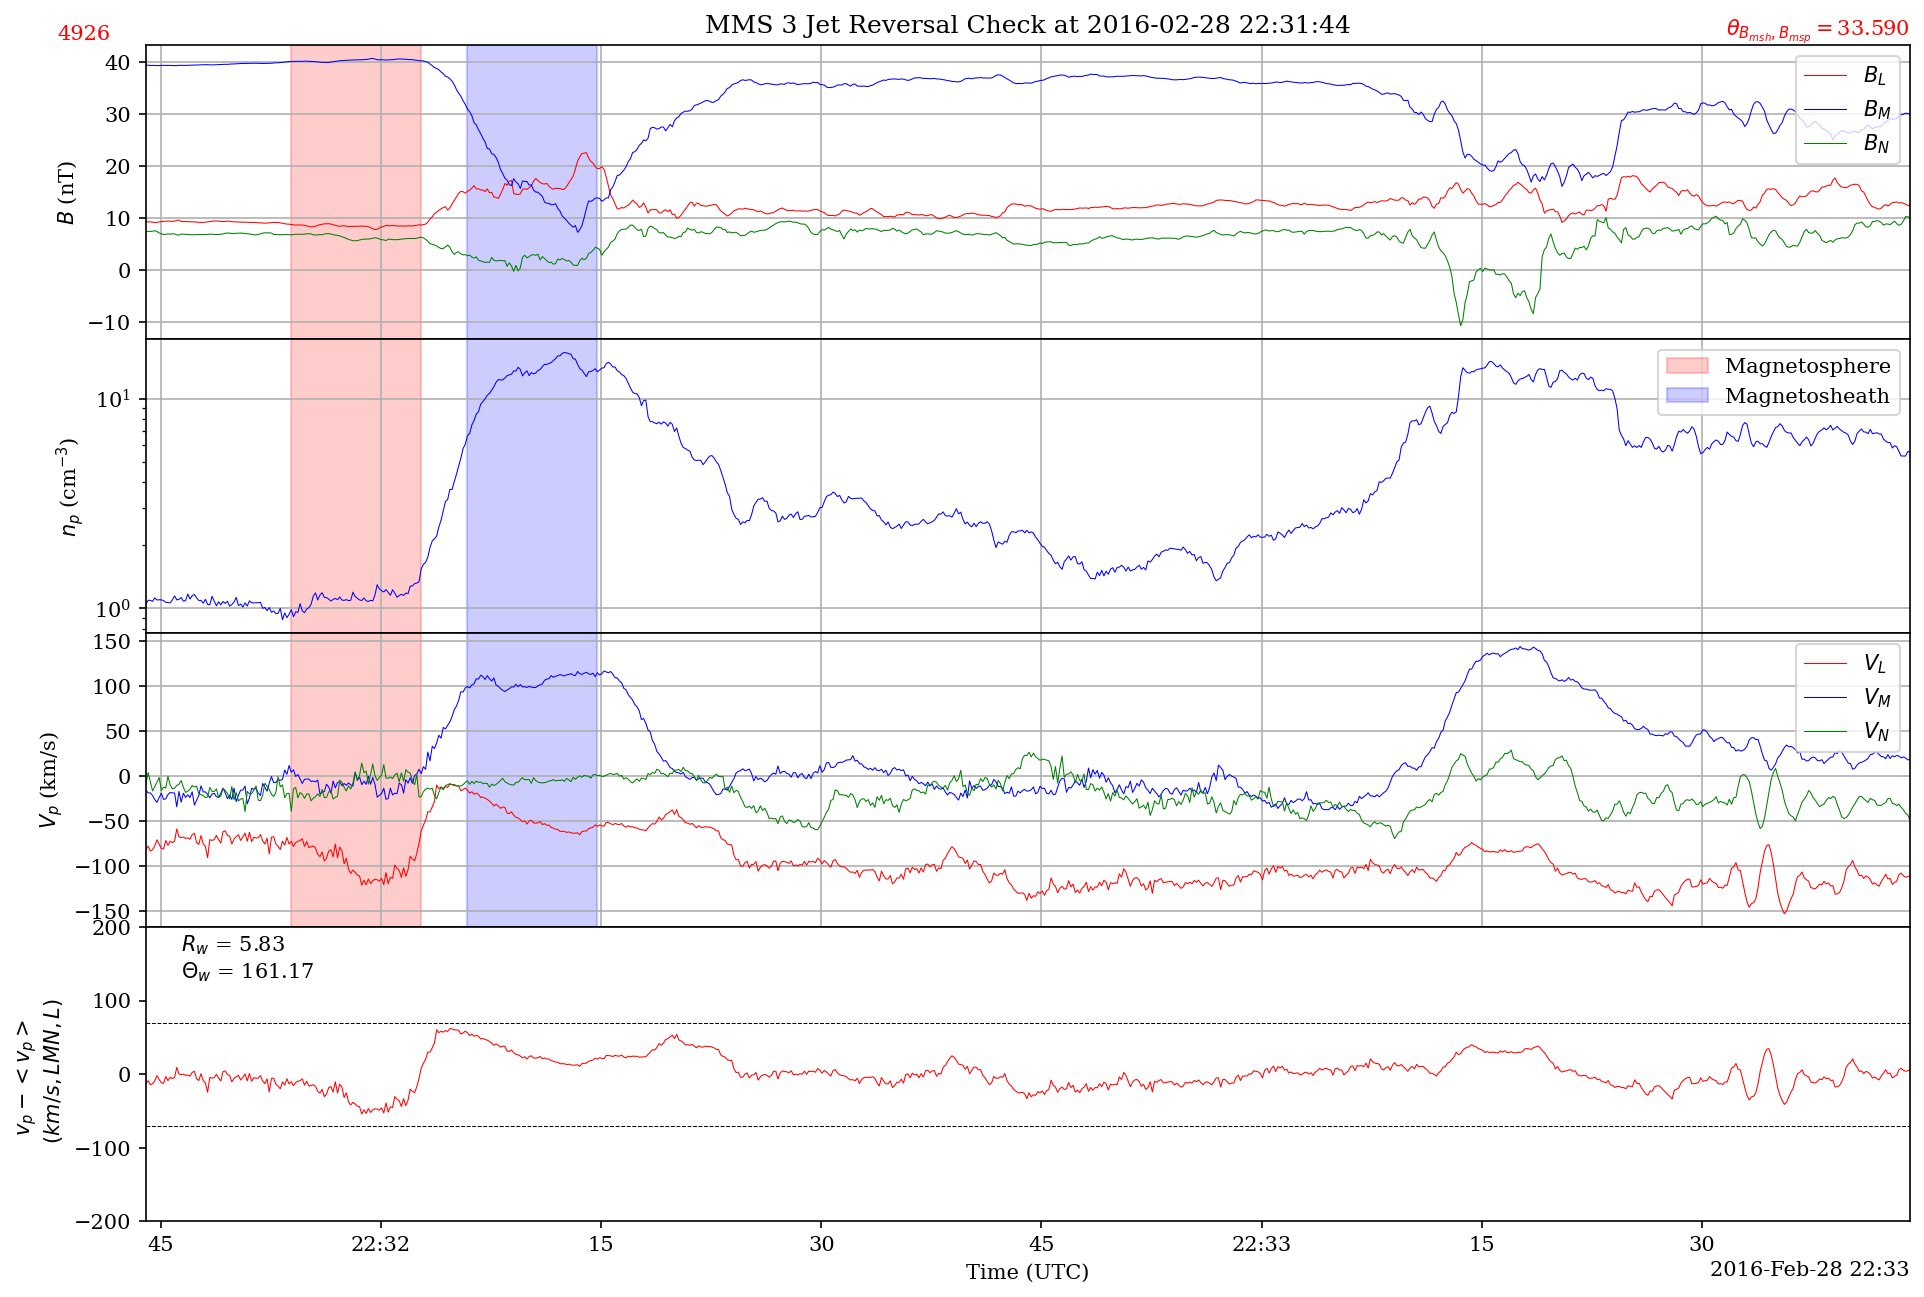 MMS 3 Jet Reversal Check at 2016-02-28 22:31:44
4926
θ_{B_{msh}, B_{msp}} = 33.590
40
30
20
10
0
−10
B (nT)
B_L
B_M
B_N
10^1
10^0
n_p (cm^{−3})
Magnetosphere
Magnetosheath
150
100
50
0
−50
−100
−150
V_p (km/s)
V_L
V_M
V_N
200
100
0
−100
−200
v_p − < v_p >
(km/s, LMN, L)
R_w = 5.83
Θ_w = 161.17
45
22:32
15
30
45
22:33
15
30
Time (UTC)
2016-Feb-28 22:33